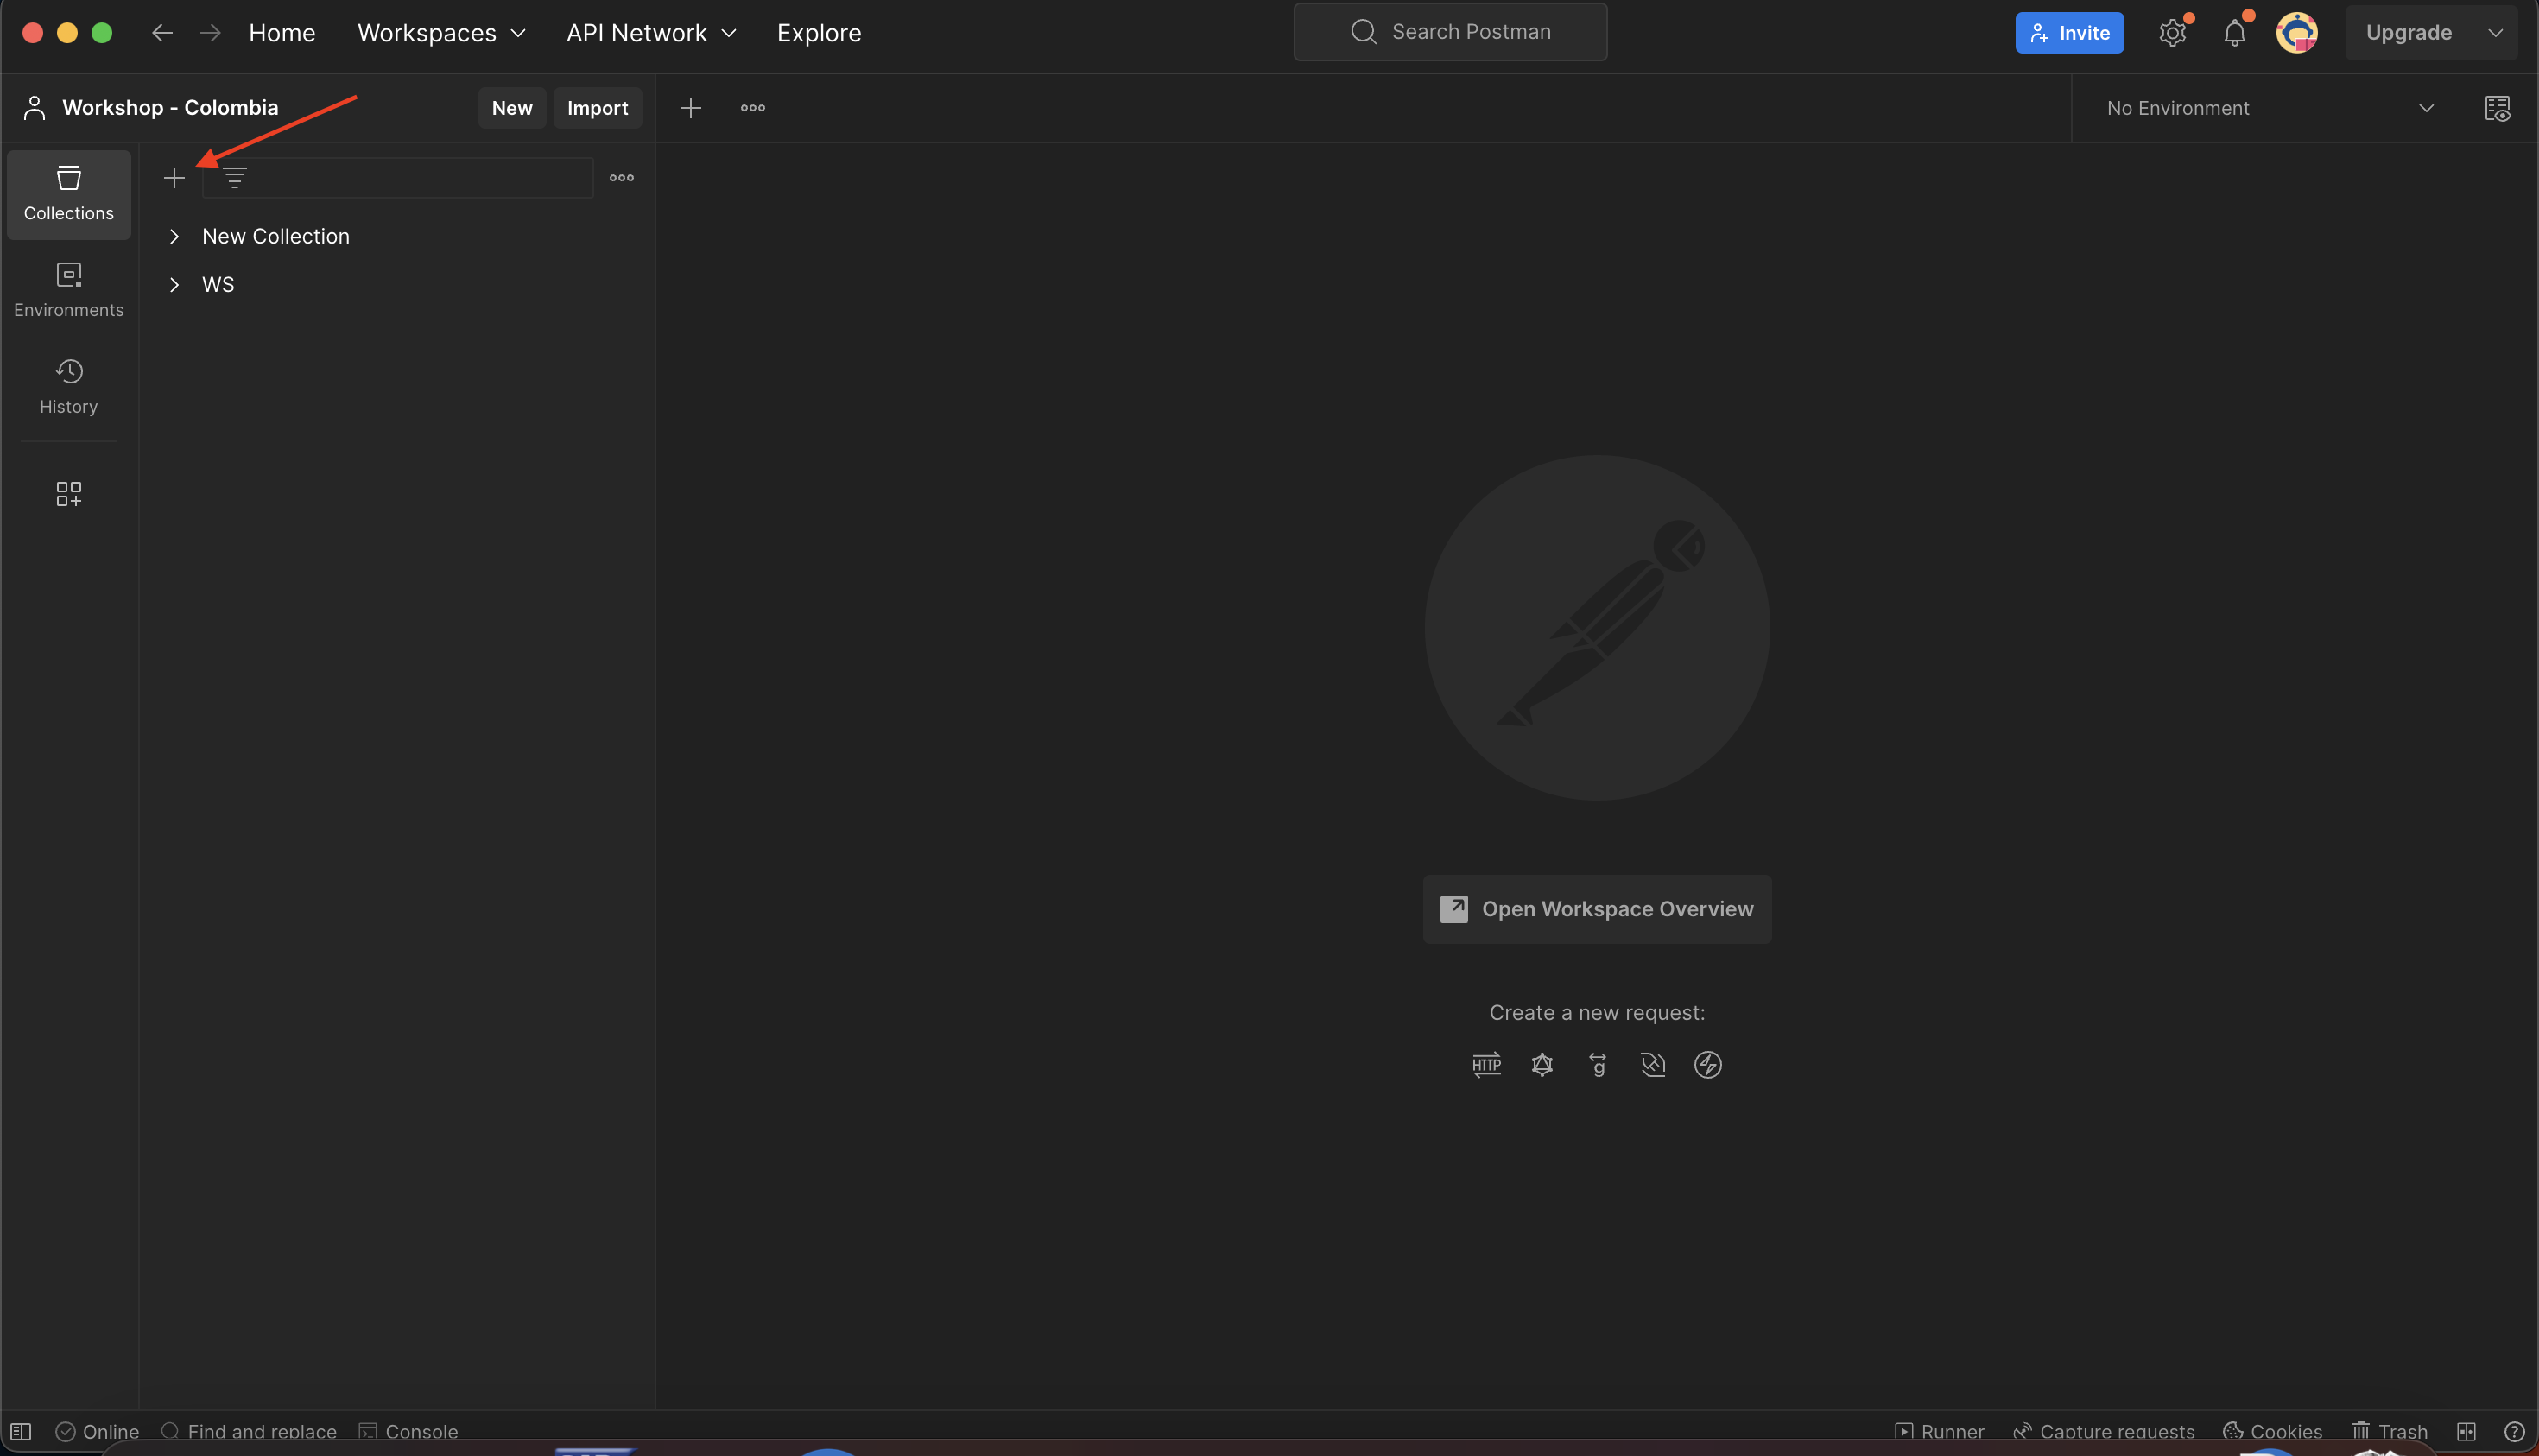 Home Workspaces API Network Explore Search Postman Invite Upgrade
Workshop - Colombia New Import No Environment
Collections
New Collection
WS
Environments
History
Open Workspace Overview
Create a new request:
HTTP
g
Online Find and replace Console Runner Capture requests Cookies Trash